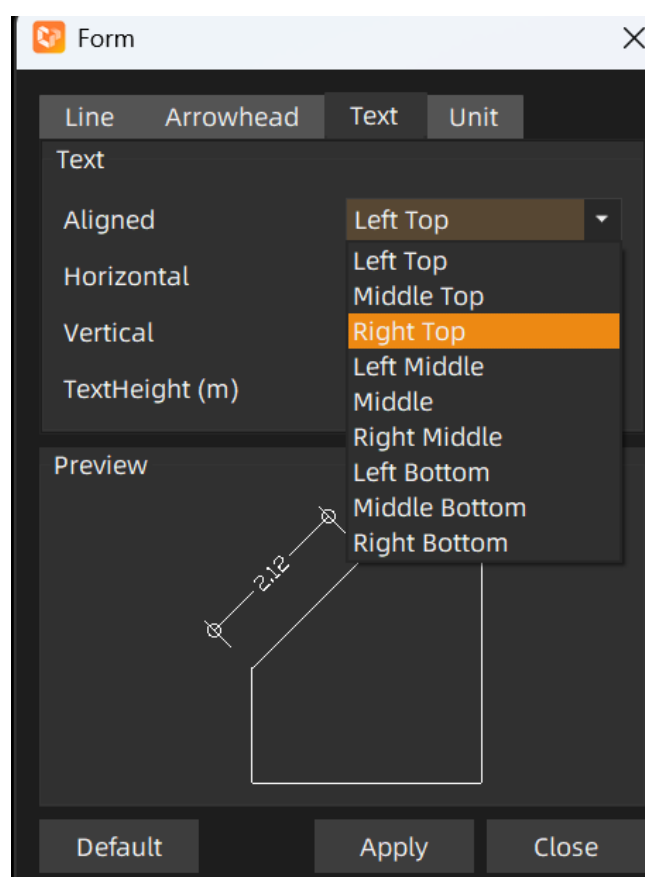 Form
Line Arrowhead Text Unit
Text
Aligned Left Top
Left Top
Horizontal
Middle Top
Right Top
Vertical
Left Middle
TextHeight (m)
Middle
Right Middle
Preview
Left Bottom
Middle Bottom
Right Bottom
2,12
Default Apply Close